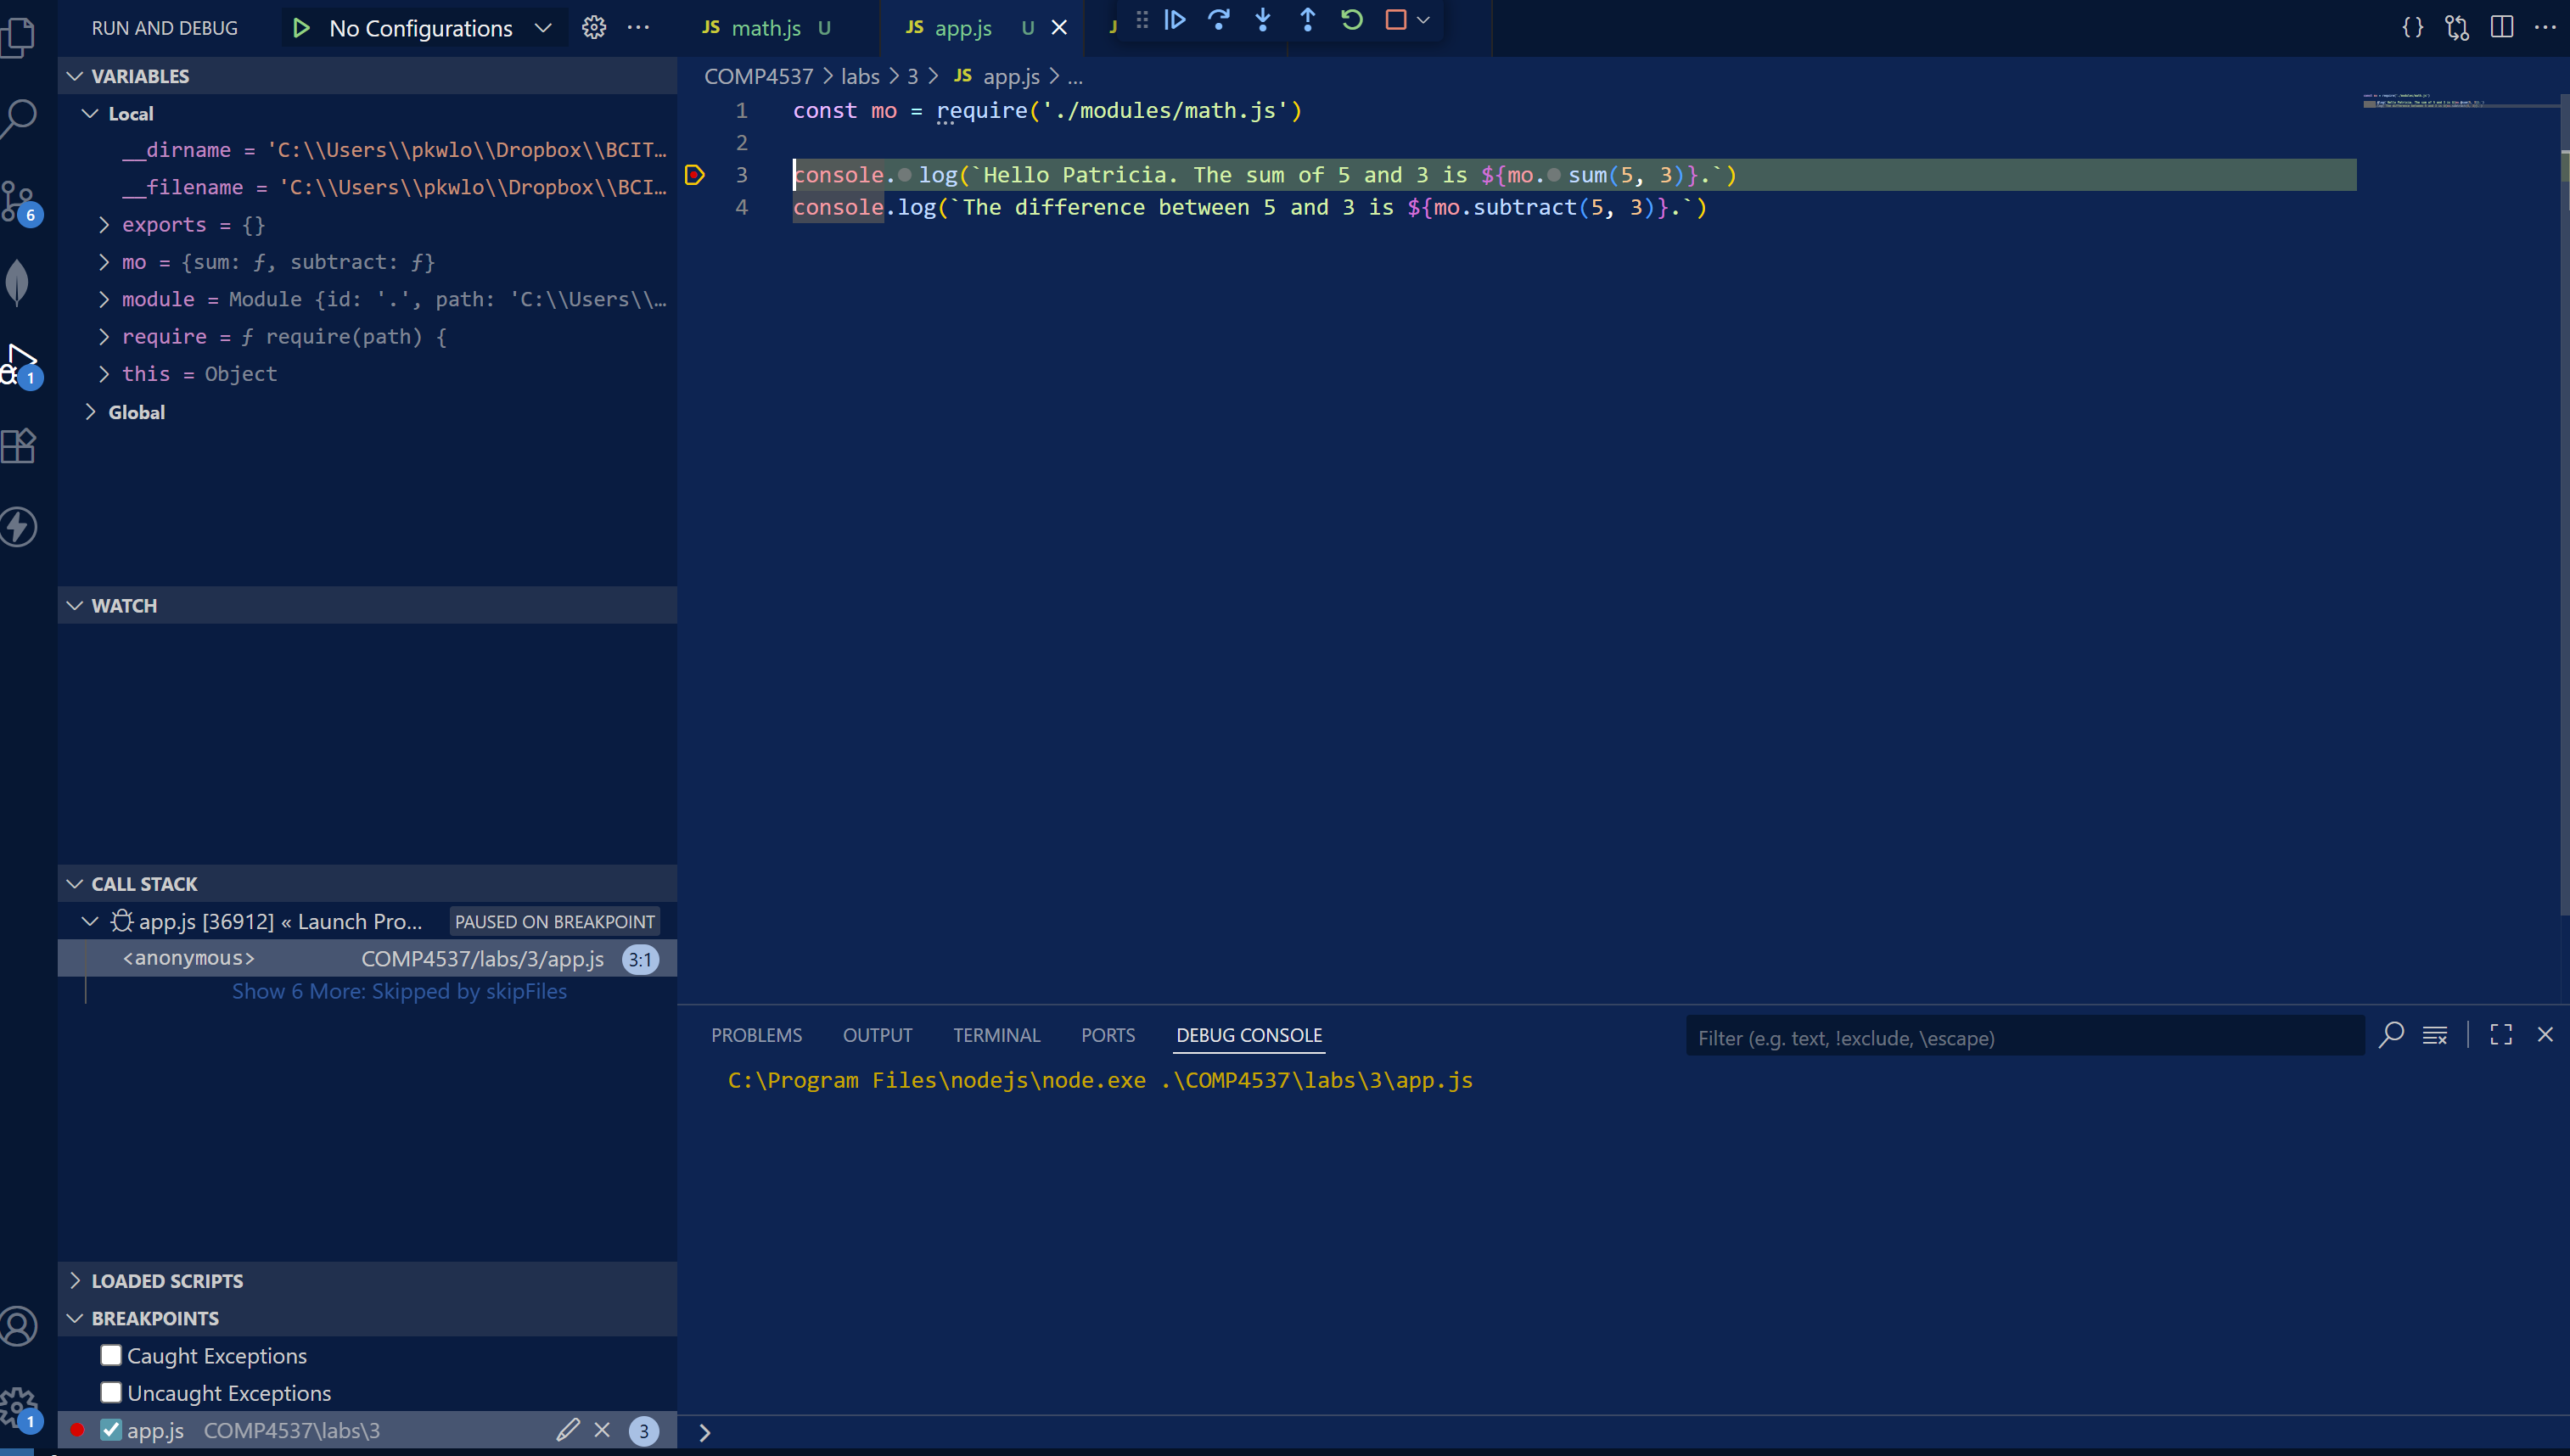 RUN AND DEBUG
No Configurations
JS math.js U
JS app.js U
VARIABLES
Local
__dirname = 'C:\\Users\\pkwlo\\Dropbox\\BCIT…
__filename = 'C:\\Users\\pkwlo\\Dropbox\\BCI…
exports = {}
mo = {sum: ƒ, subtract: ƒ}
module = Module {id: '.', path: 'C:\\Users\\…
require = ƒ require(path) {
this = Object
Global
WATCH
CALL STACK
app.js [36912] « Launch Pro… PAUSED ON BREAKPOINT
<anonymous> COMP4537/labs/3/app.js 3:1
Show 6 More: Skipped by skipFiles
LOADED SCRIPTS
BREAKPOINTS
Caught Exceptions
Uncaught Exceptions
app.js COMP4537\labs\3 3
6
1
1
COMP4537 > labs > 3 > JS app.js > ...
1 const mo = require('./modules/math.js')
2
3 console.log(`Hello Patricia. The sum of 5 and 3 is ${mo.sum(5, 3)}.`)
4 console.log(`The difference between 5 and 3 is ${mo.subtract(5, 3)}.`)
PROBLEMS OUTPUT TERMINAL PORTS DEBUG CONSOLE
Filter (e.g. text, !exclude, \escape)
C:\Program Files\nodejs\node.exe .\COMP4537\labs\3\app.js